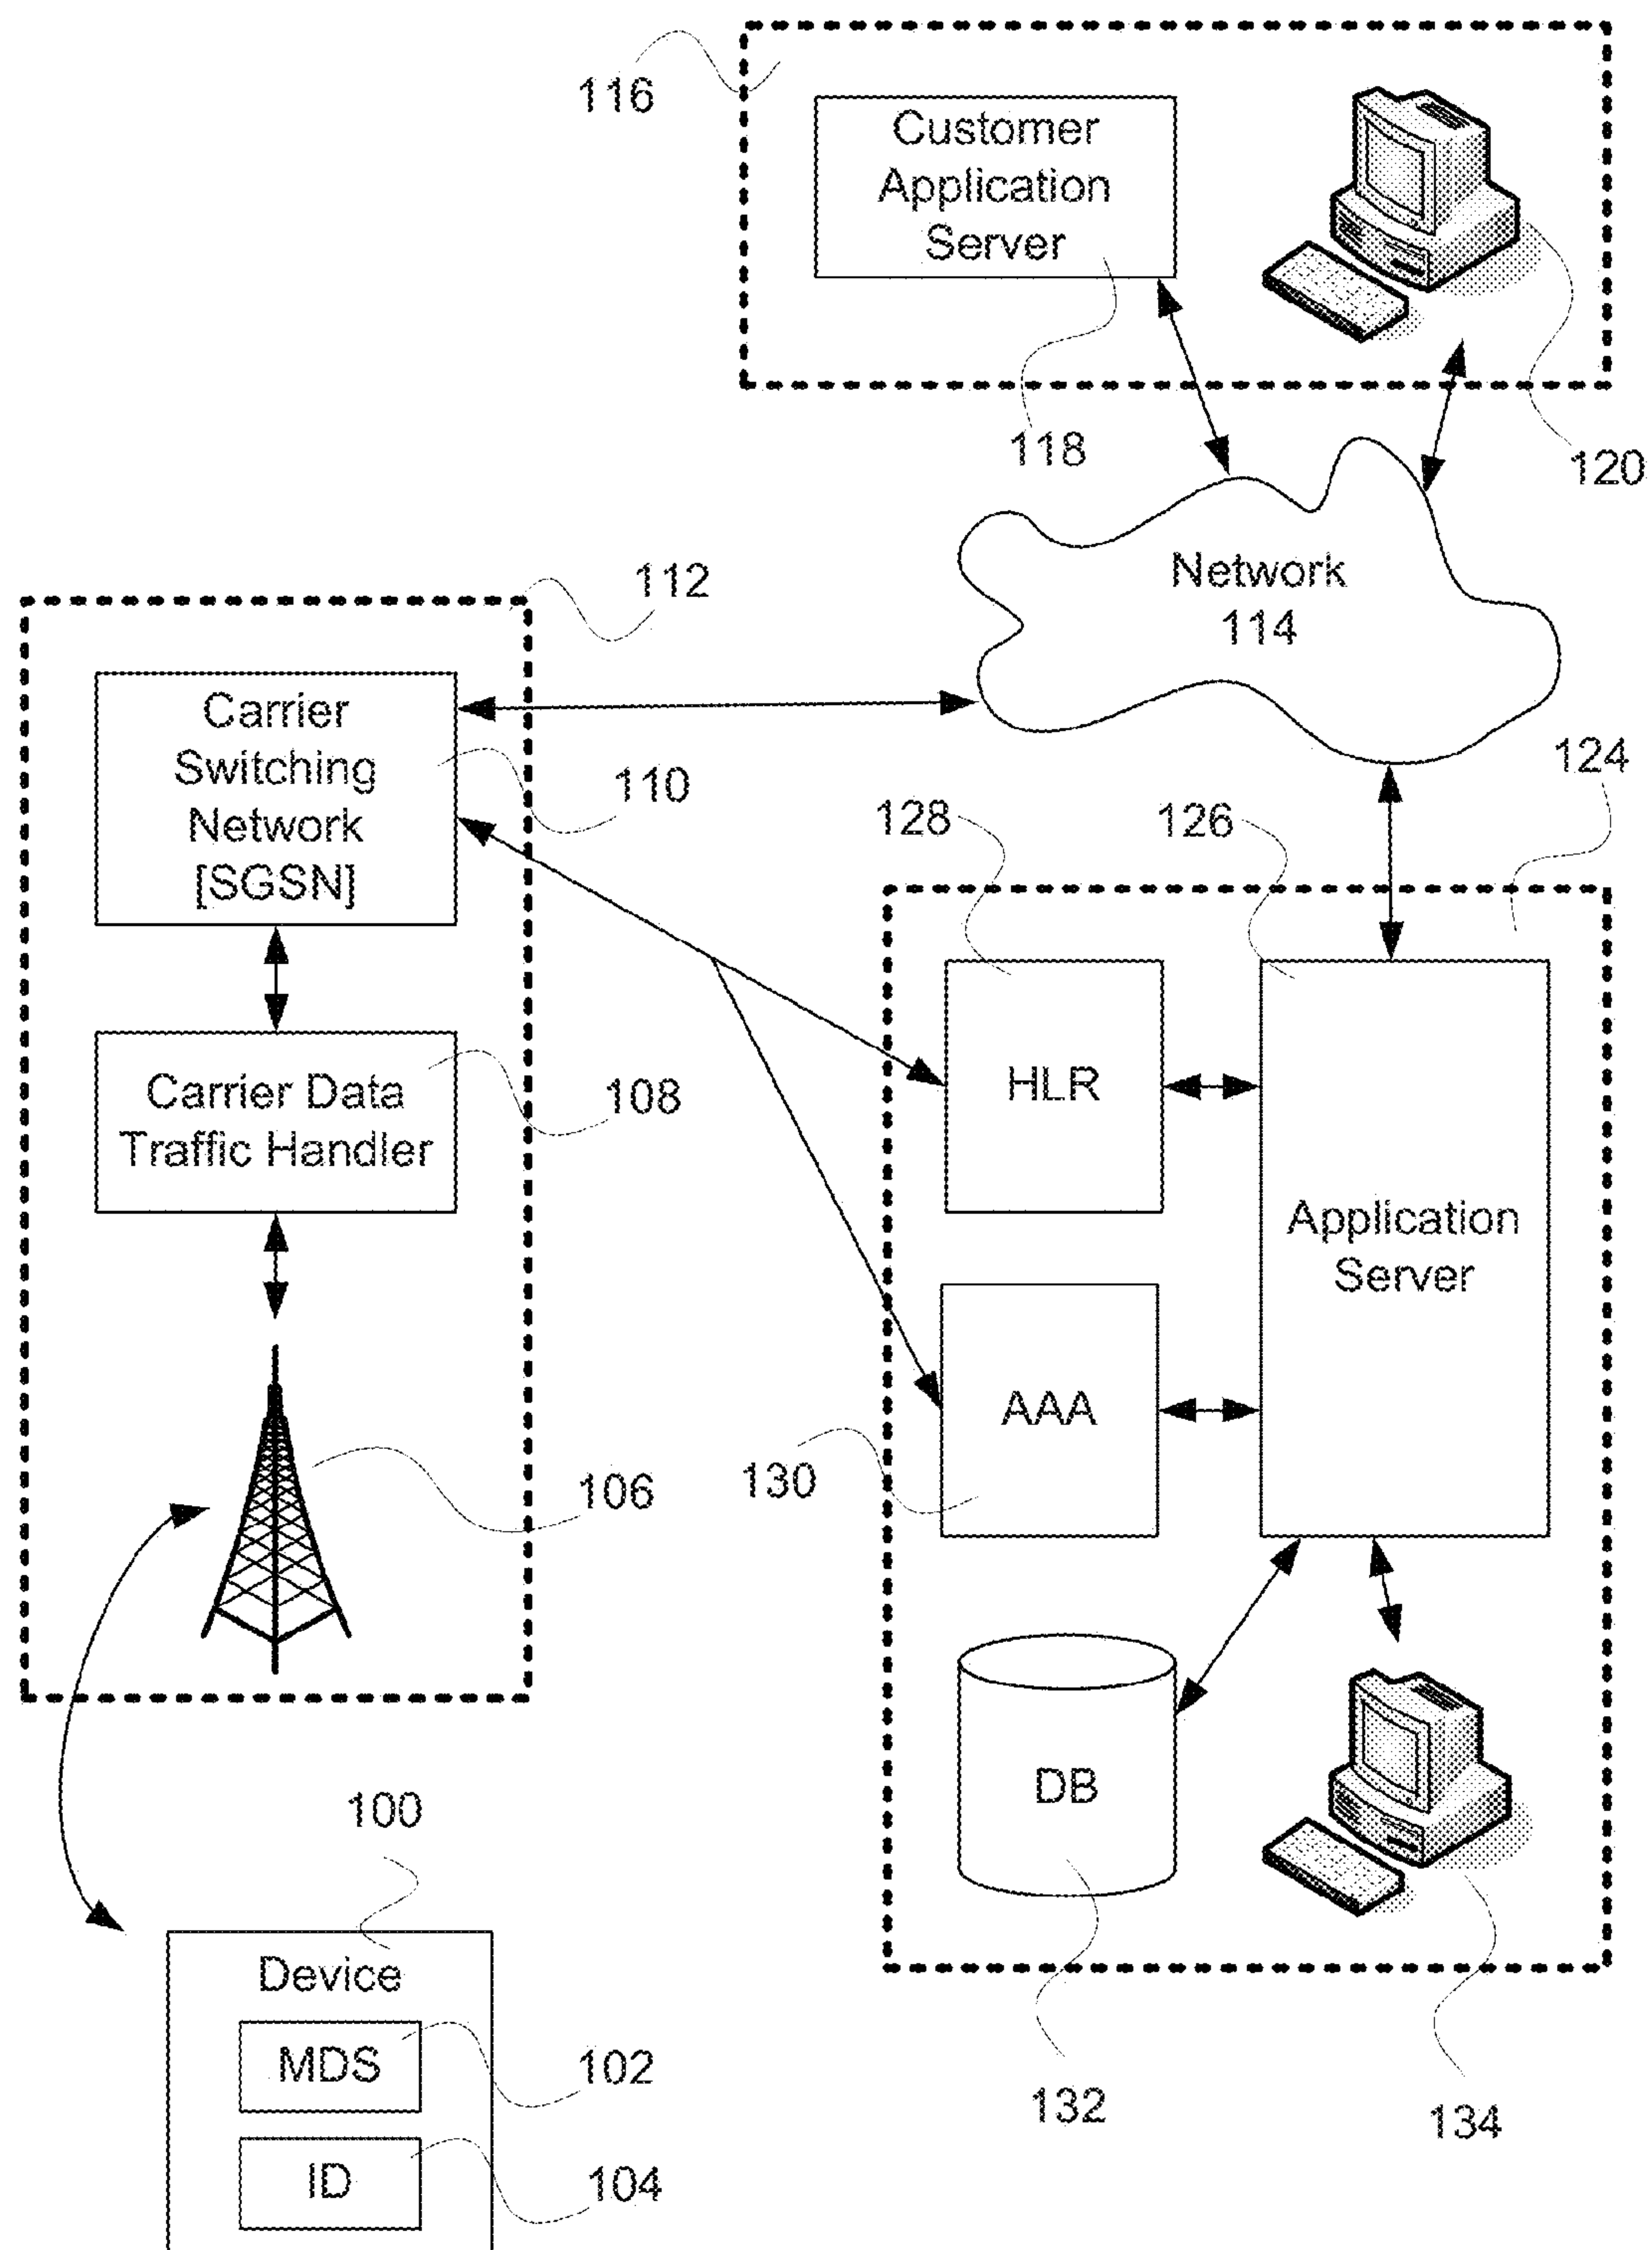 116
Customer
Application
Server
118
120
Network
114
112
Carrier
Switching
Network
[SGSN]
110
124
128
126
Carrier Data
Traffic Handler
108
HLR
Application
Server
AAA
130
106
DB
100
Device
MDS
102
ID
104
132
134